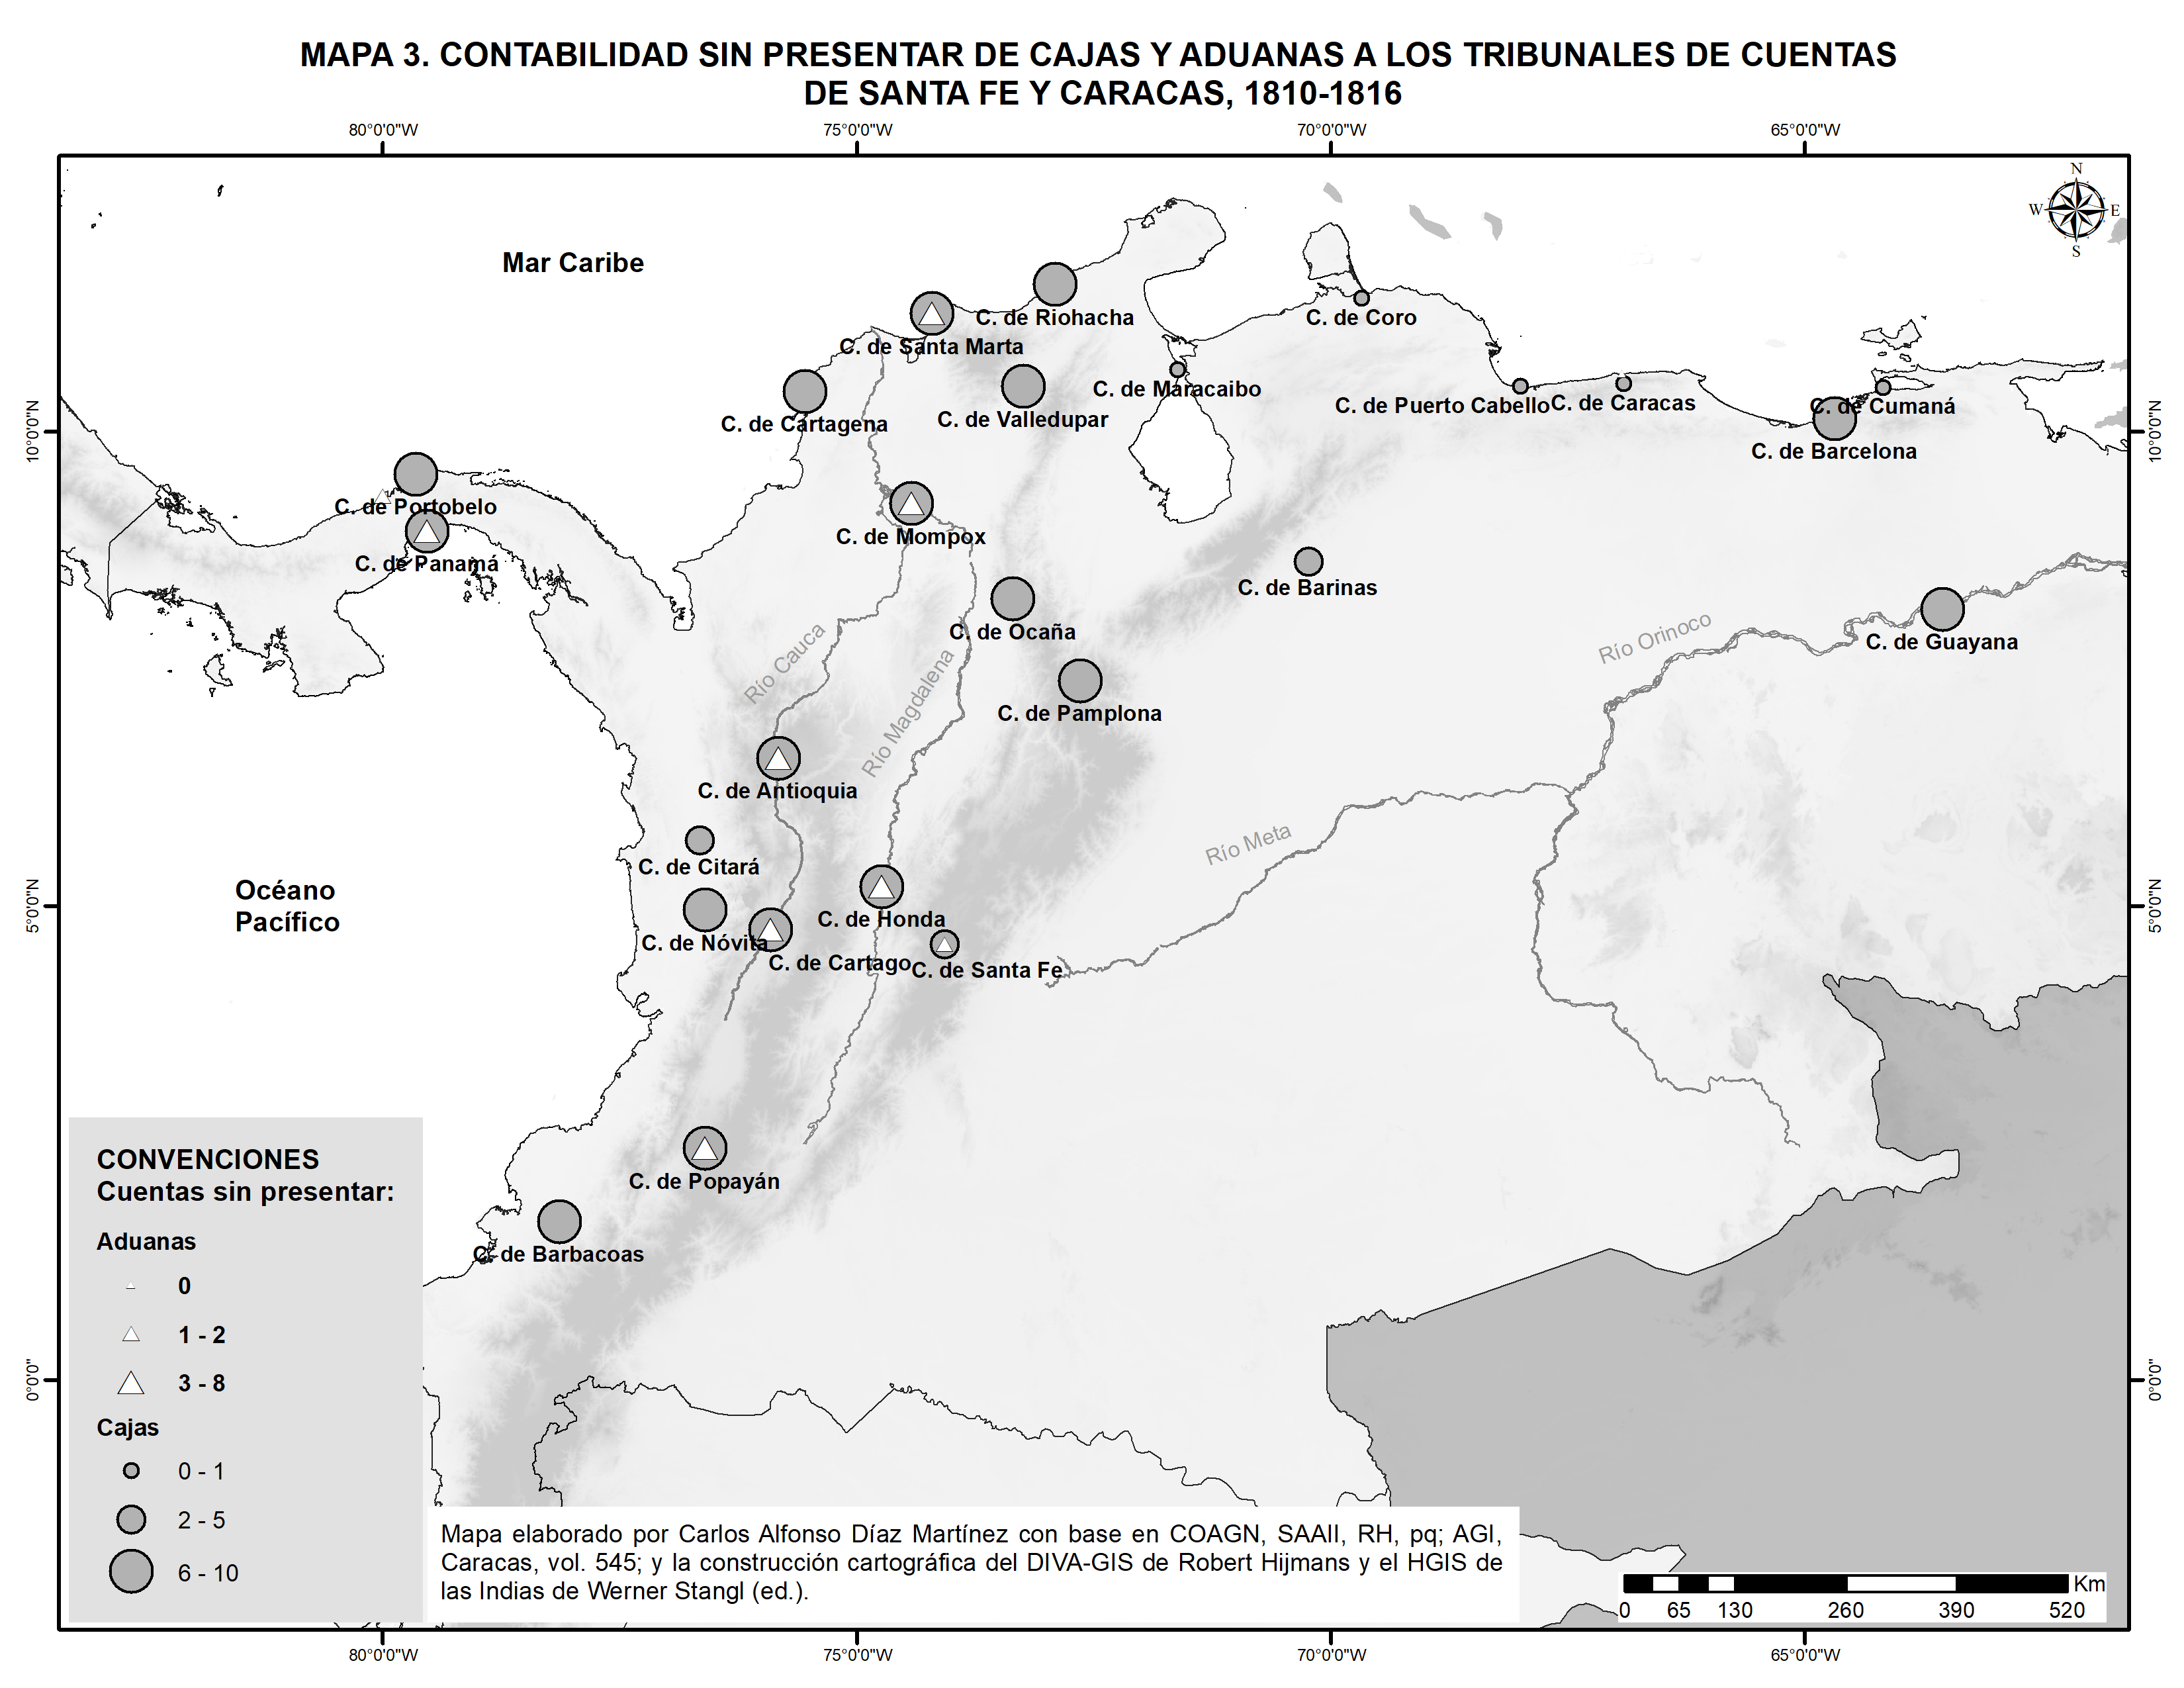 MAPA 3. CONTABILIDAD SIN PRESENTAR DE CAJAS Y ADUANAS A LOS TRIBUNALES DE CUENTAS
DE SANTA FE Y CARACAS, 1810-1816
80°0'0"W
75°0'0"W
70°0'0"W
65°0'0"W
N
W
E
S
Mar Caribe
C. de Riohacha
C. de Coro
C. de Santa Marta
C. de Maracaibo
C. de Puerto Cabello
C. de Caracas
C. de Cumaná
C. de Cartagena
C. de Valledupar
C. de Barcelona
10°0'0"N
10°0'0"N
C. de Portobelo
C. de Mompox
C. de Panamá
C. de Barinas
C. de Ocaña
Río Orinoco
C. de Guayana
Río Cauca
Río Magdalena
C. de Pamplona
C. de Antioquia
Río Meta
C. de Citará
Océano
Pacífico
5°0'0"N
5°0'0"N
C. de Honda
C. de Nóvita
C. de Cartago
C. de Santa Fe
C. de Popayán
C. de Barbacoas
CONVENCIONES
Cuentas sin presentar:
Aduanas
0
1 - 2
3 - 8
Cajas
0 - 1
2 - 5
6 - 10
0°0'0"
0°0'0"
Mapa elaborado por Carlos Alfonso Díaz Martínez con base en COAGN, SAAII, RH, pq; AGI,
Caracas, vol. 545; y la construcción cartográfica del DIVA-GIS de Robert Hijmans y el HGIS de
las Indias de Werner Stangl (ed.).
Km
0 65 130 260 390 520
80°0'0"W
75°0'0"W
70°0'0"W
65°0'0"W